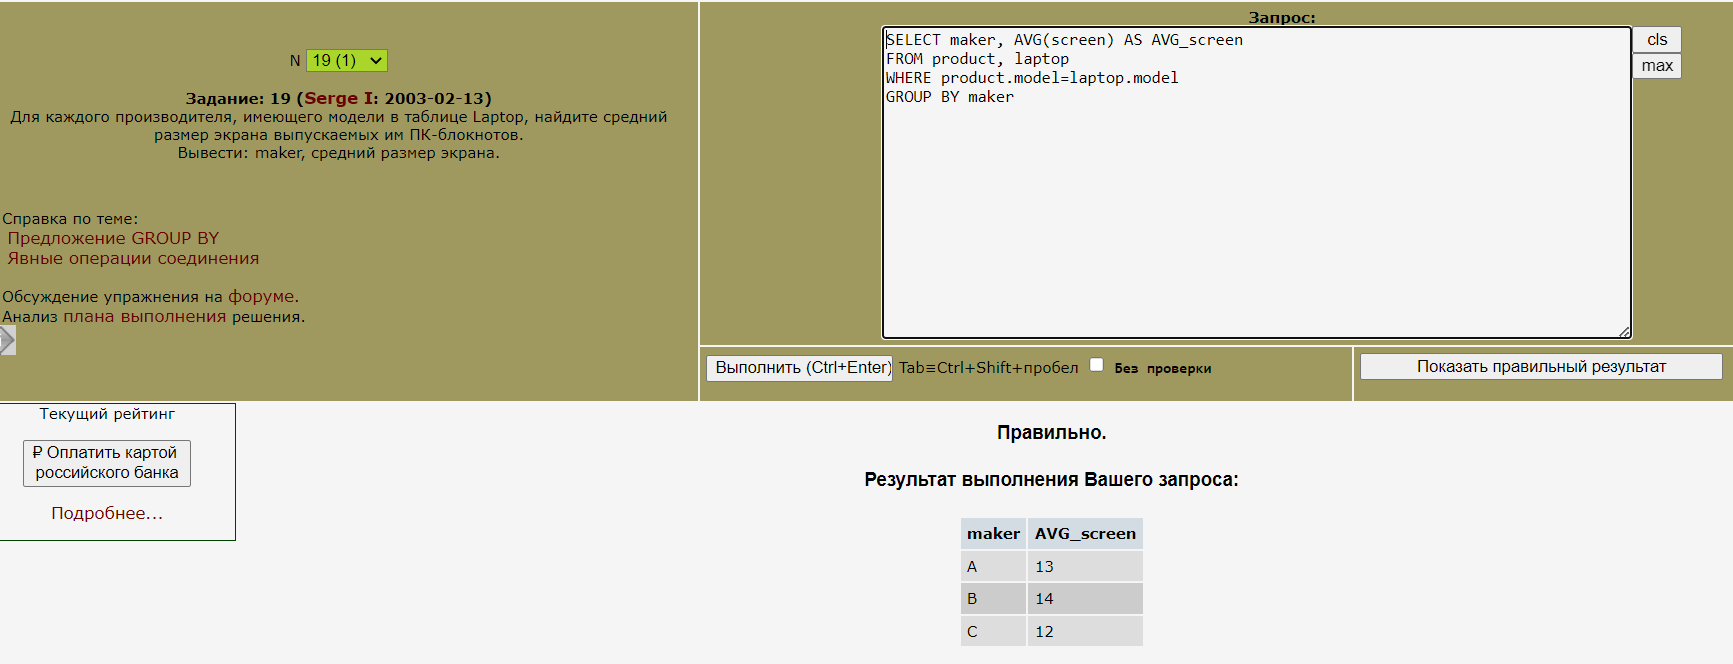 N 19 (1)
Задание: 19 (Serge I: 2003-02-13)
Для каждого производителя, имеющего модели в таблице Laptop, найдите средний
размер экрана выпускаемых им ПК-блокнотов.
Вывести: maker, средний размер экрана.
Справка по теме:
Предложение GROUP BY
Явные операции соединения
Обсуждение упражнения на форуме.
Анализ плана выполнения решения.
Запрос:
SELECT maker, AVG(screen) AS AVG_screen
FROM product, laptop
WHERE product.model=laptop.model
GROUP BY maker
cls
max
Выполнить (Ctrl+Enter) Tab≡Ctrl+Shift+пробел Без проверки
Показать правильный результат
Текущий рейтинг
₽ Оплатить картой
российского банка
Подробнее...
Правильно.
Результат выполнения Вашего запроса:
maker AVG_screen
A 13
B 14
C 12